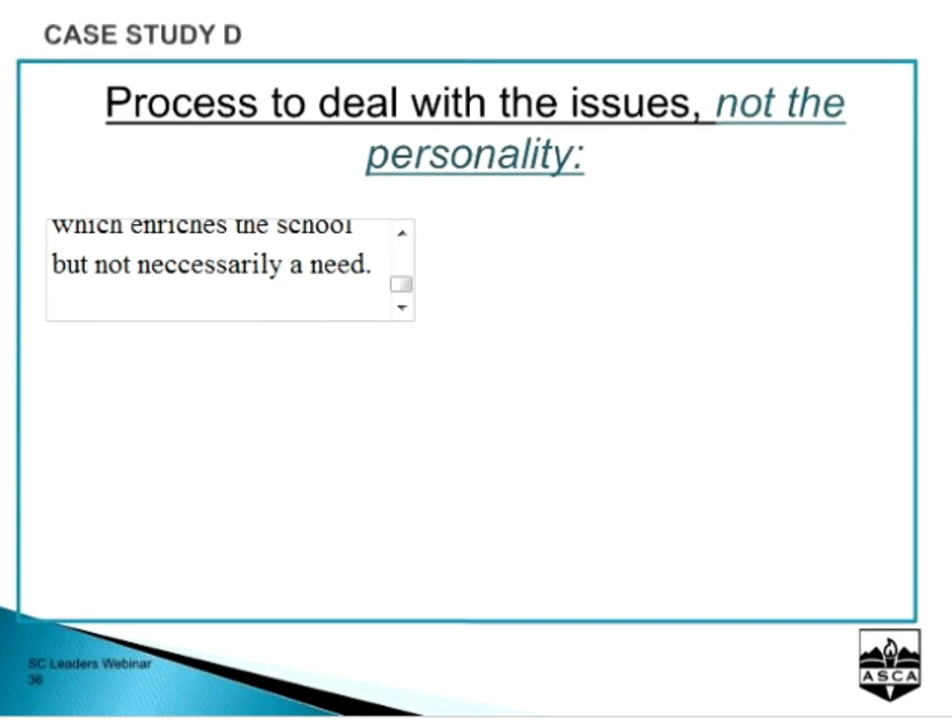 CASE STUDY D
Process to deal with the issues, not the
personality:
which enriches the school
but not neccessarily a need.
SC Leaders Webinar
36
ASCA